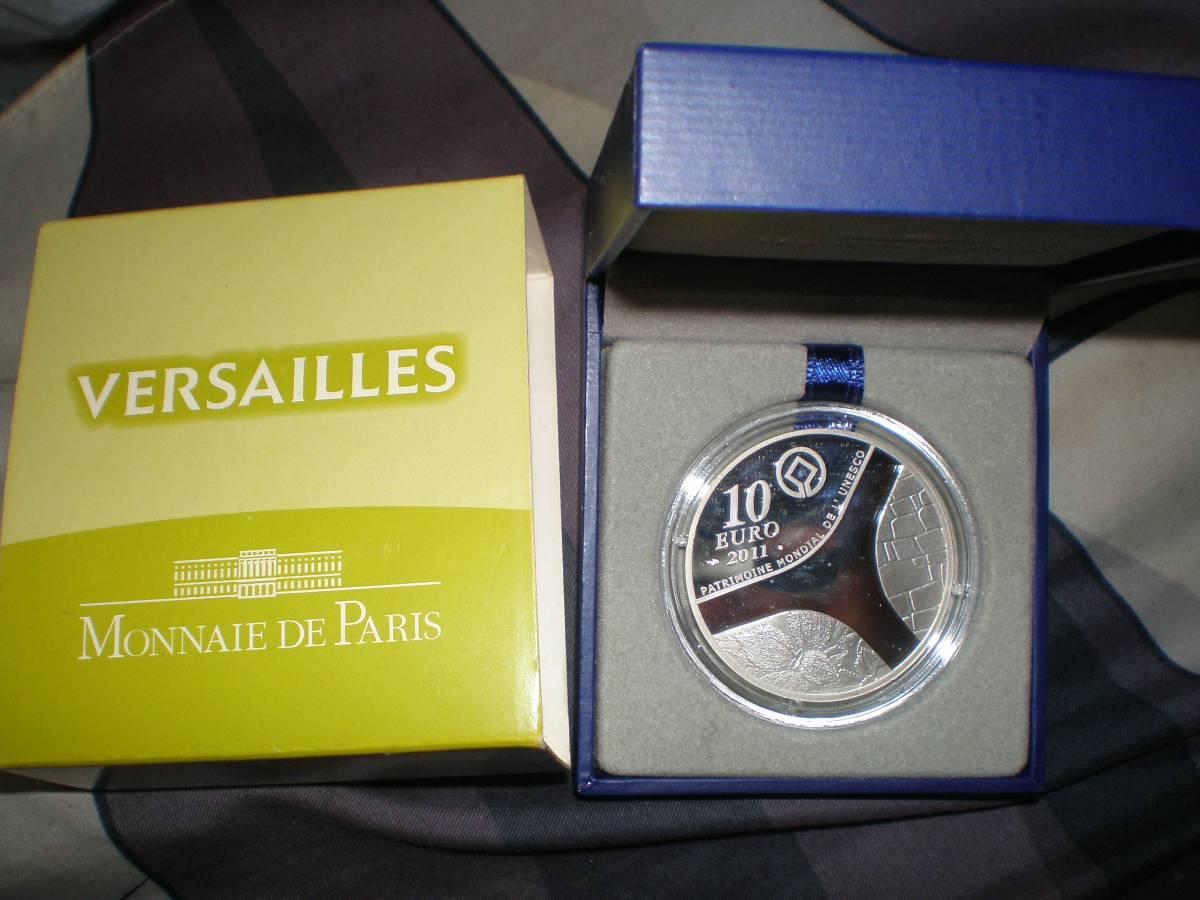 VERSAILLES
MONNAIE DE PARIS
10
EURO
2011
PATRIMOINE MONDIAL DE L' UNESCO